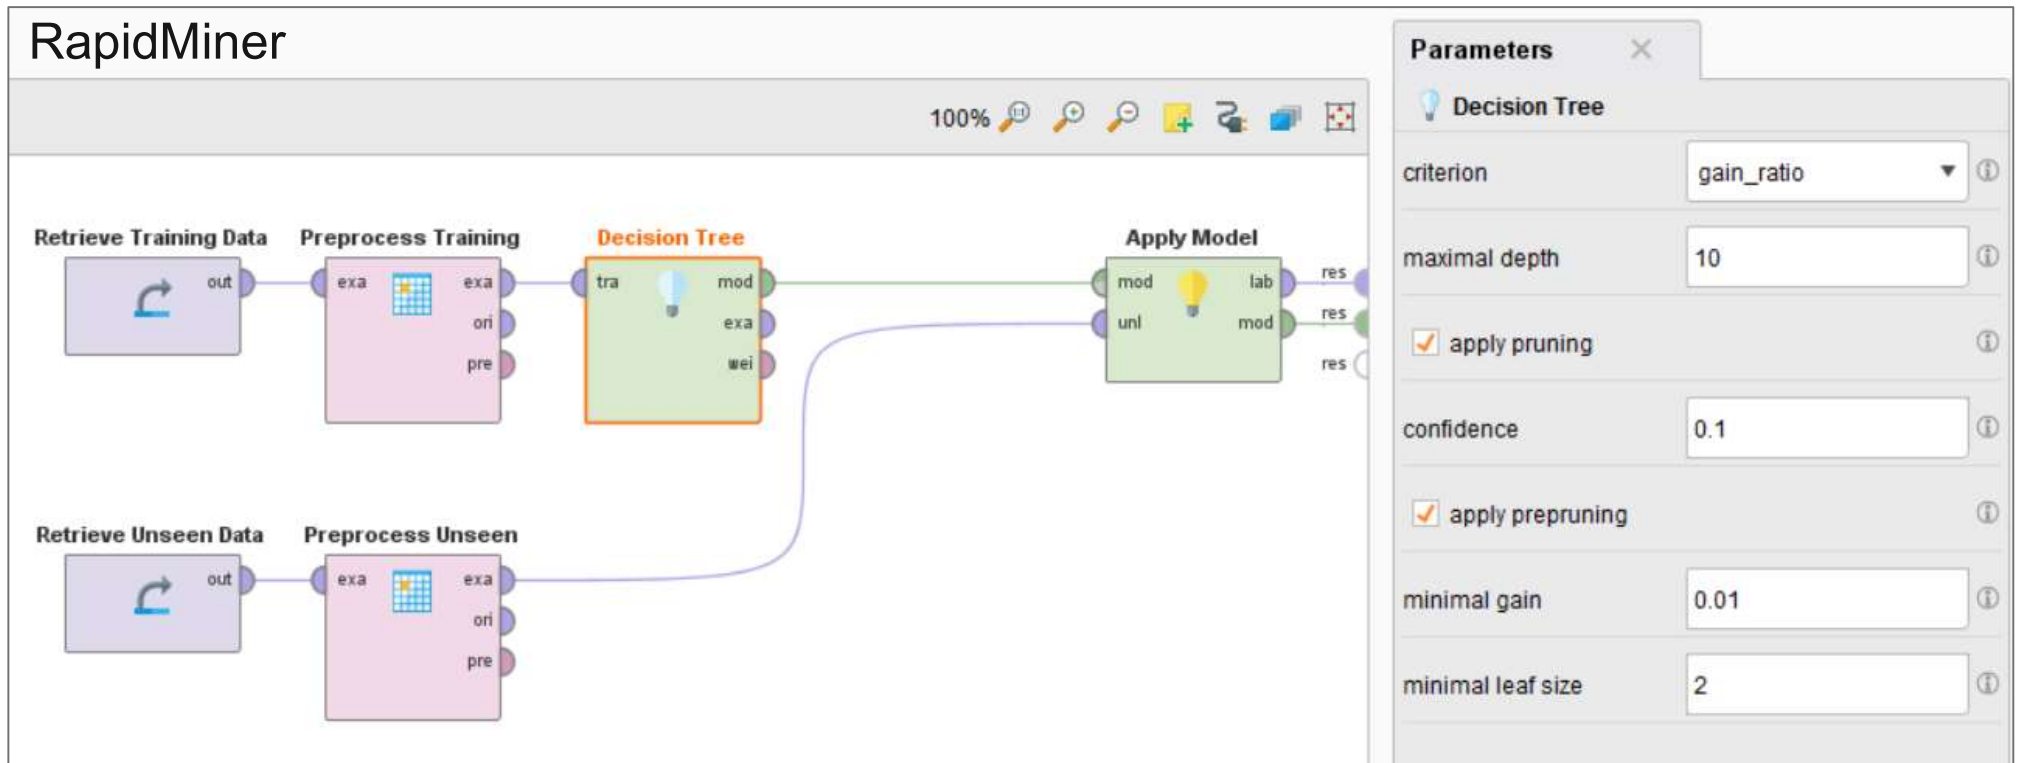 RapidMiner
100%
Retrieve Training Data
out
Preprocess Training
exa exa
ori
pre
Decision Tree
tra mod
exa
wei
Apply Model
mod lab
unl mod
res
res
res
Retrieve Unseen Data
out
Preprocess Unseen
exa exa
ori
pre
Parameters
Decision Tree
criterion gain_ratio
maximal depth 10
apply pruning
confidence 0.1
apply prepruning
minimal gain 0.01
minimal leaf size 2